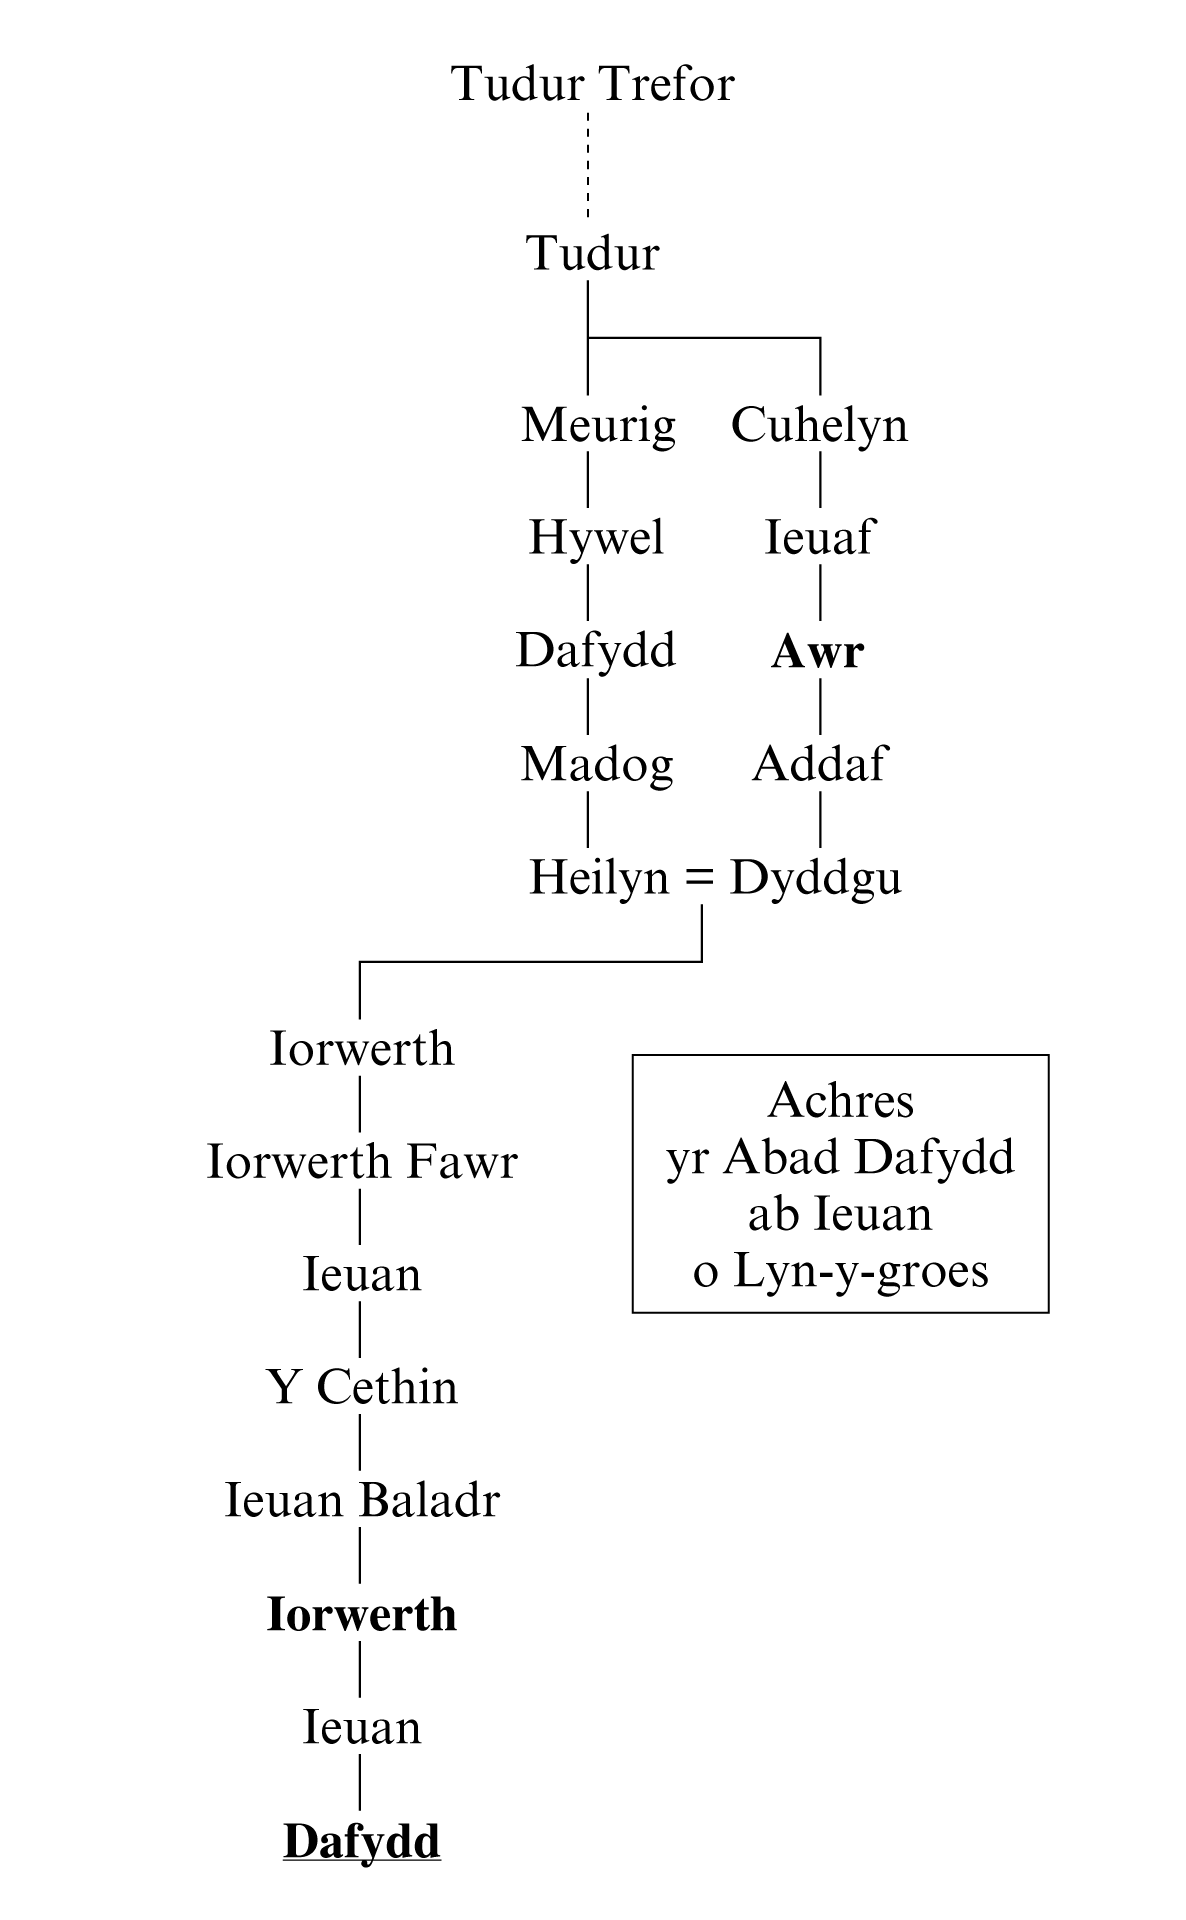 Tudur Trefor
Tudur
Meurig Cuhelyn
Hywel Ieuaf
Dafydd Awr
Madog Addaf
Heilyn = Dyddgu
Iorwerth
Iorwerth Fawr
Ieuan
Y Cethin
Ieuan Baladr
Iorwerth
Ieuan
Dafydd
Achres
yr Abad Dafydd
ab Ieuan
o Lyn-y-groes